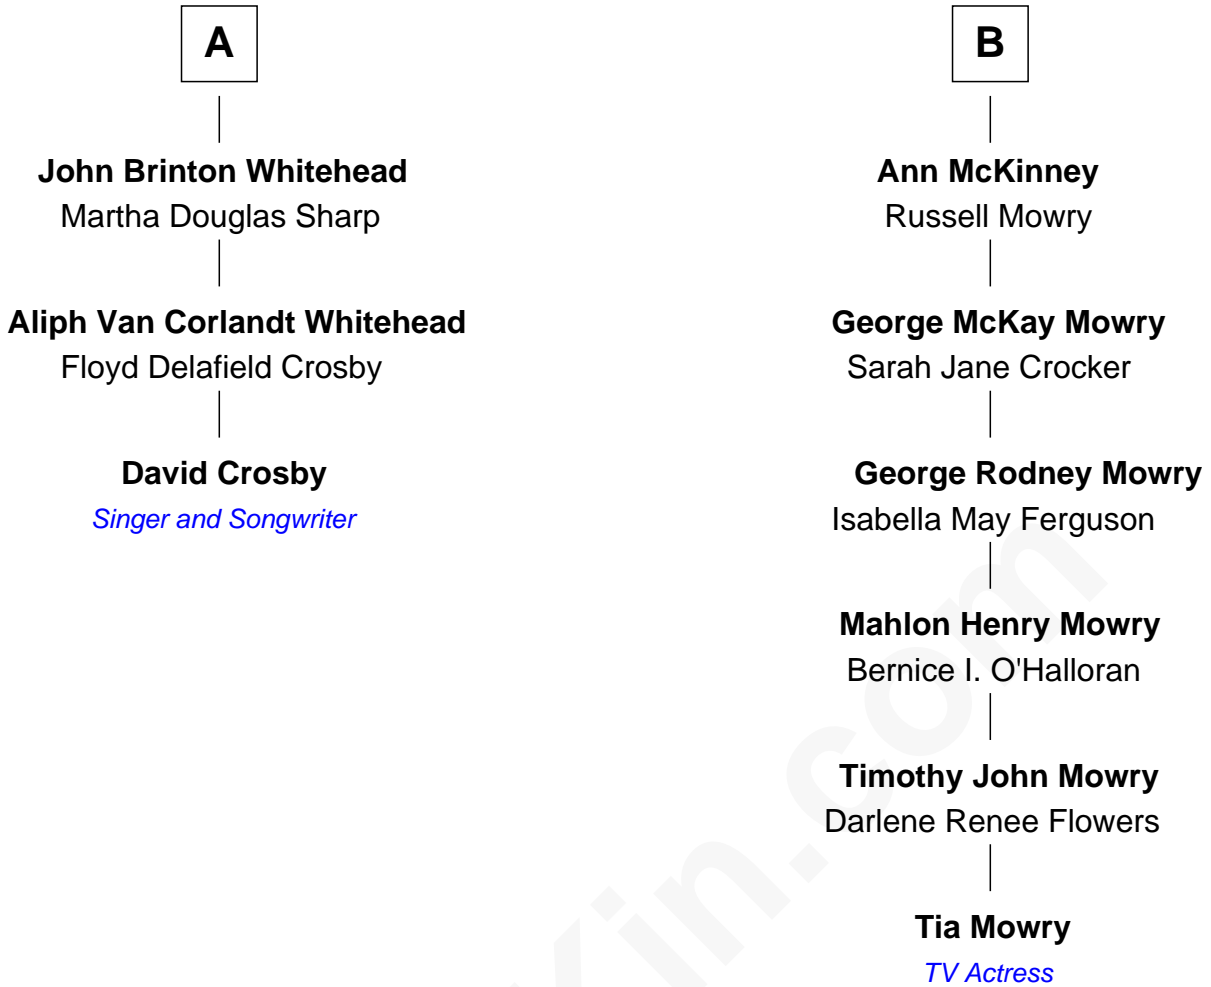 A
John Brinton Whitehead
Martha Douglas Sharp
Aliph Van Corlandt Whitehead
Floyd Delafield Crosby
David Crosby
Singer and Songwriter
B
Ann McKinney
Russell Mowry
George McKay Mowry
Sarah Jane Crocker
George Rodney Mowry
Isabella May Ferguson
Mahlon Henry Mowry
Bernice I. O'Halloran
Timothy John Mowry
Darlene Renee Flowers
Tia Mowry
TV Actress
Kin.com